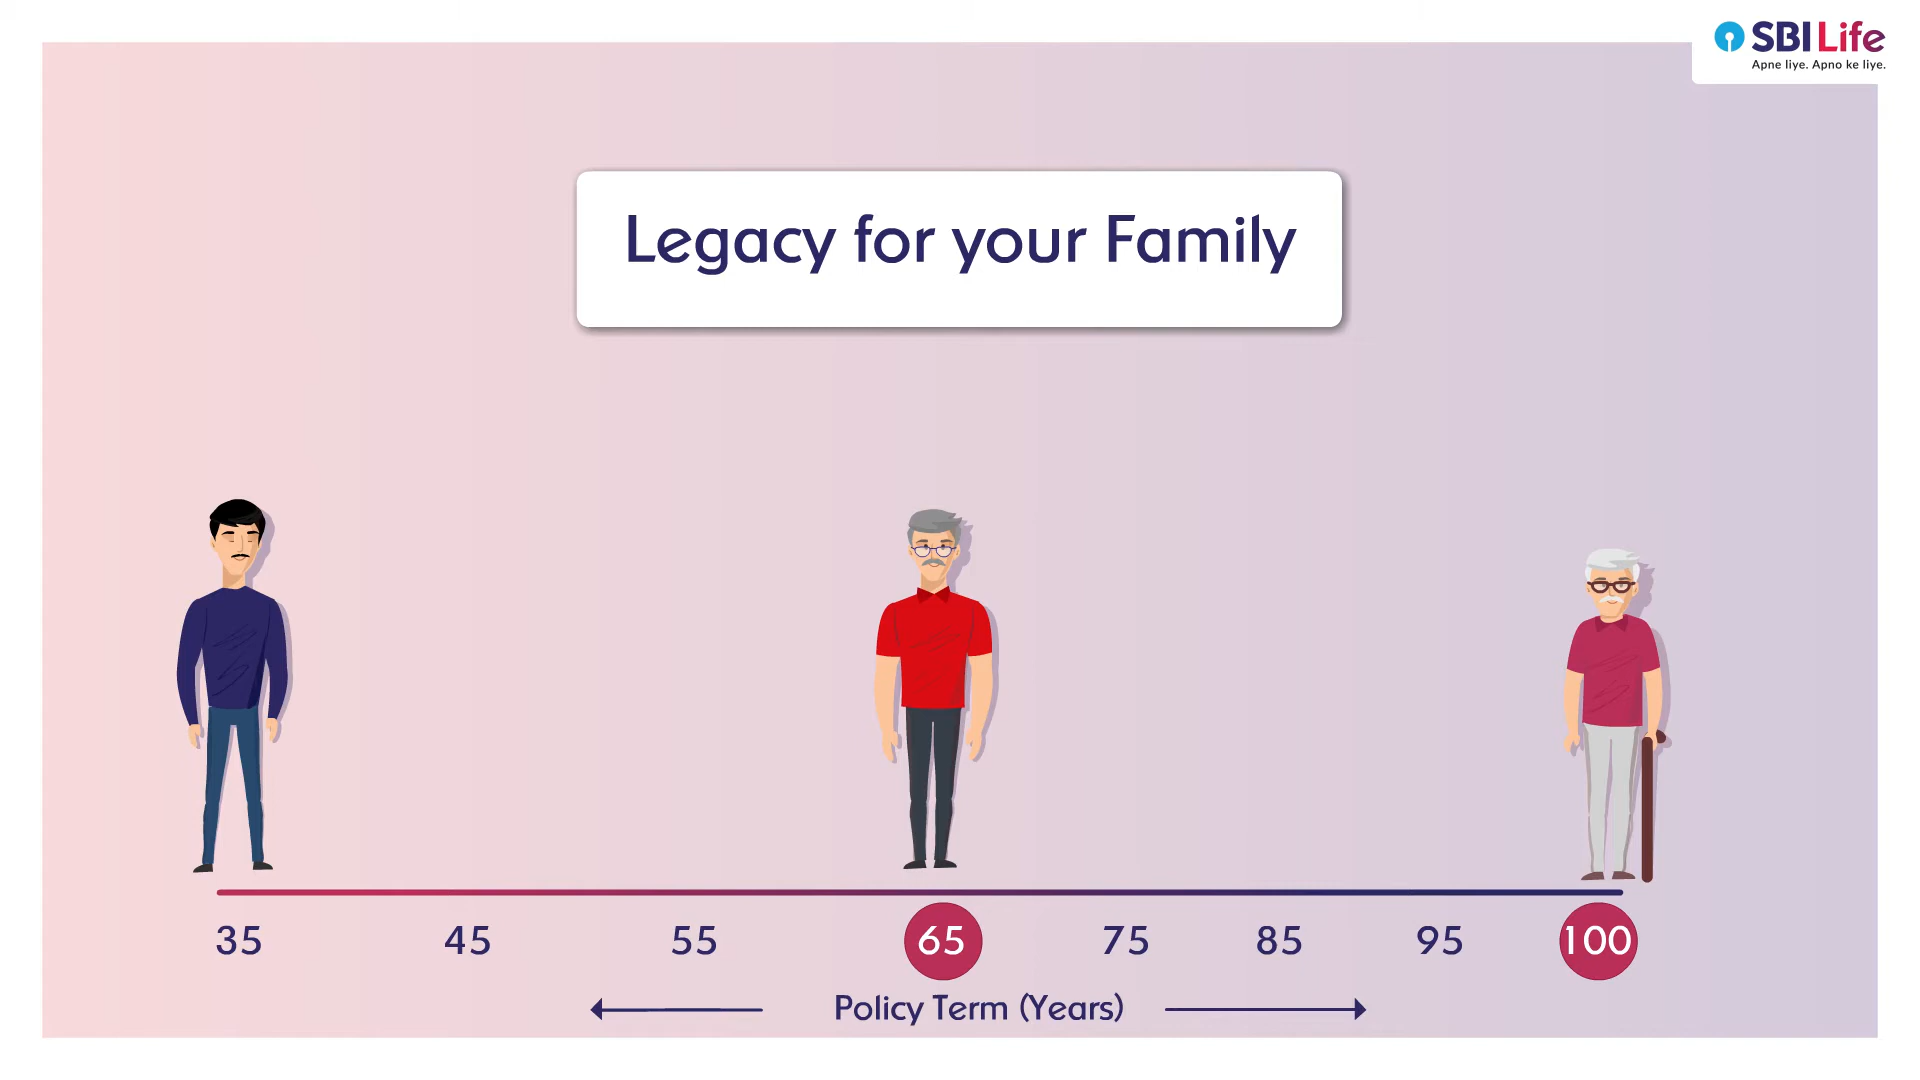 SBI Life
Apne liye. Apno ke liye.
Legacy for your Family
35 45 55 65 75 85 95 100
Policy Term (Years)